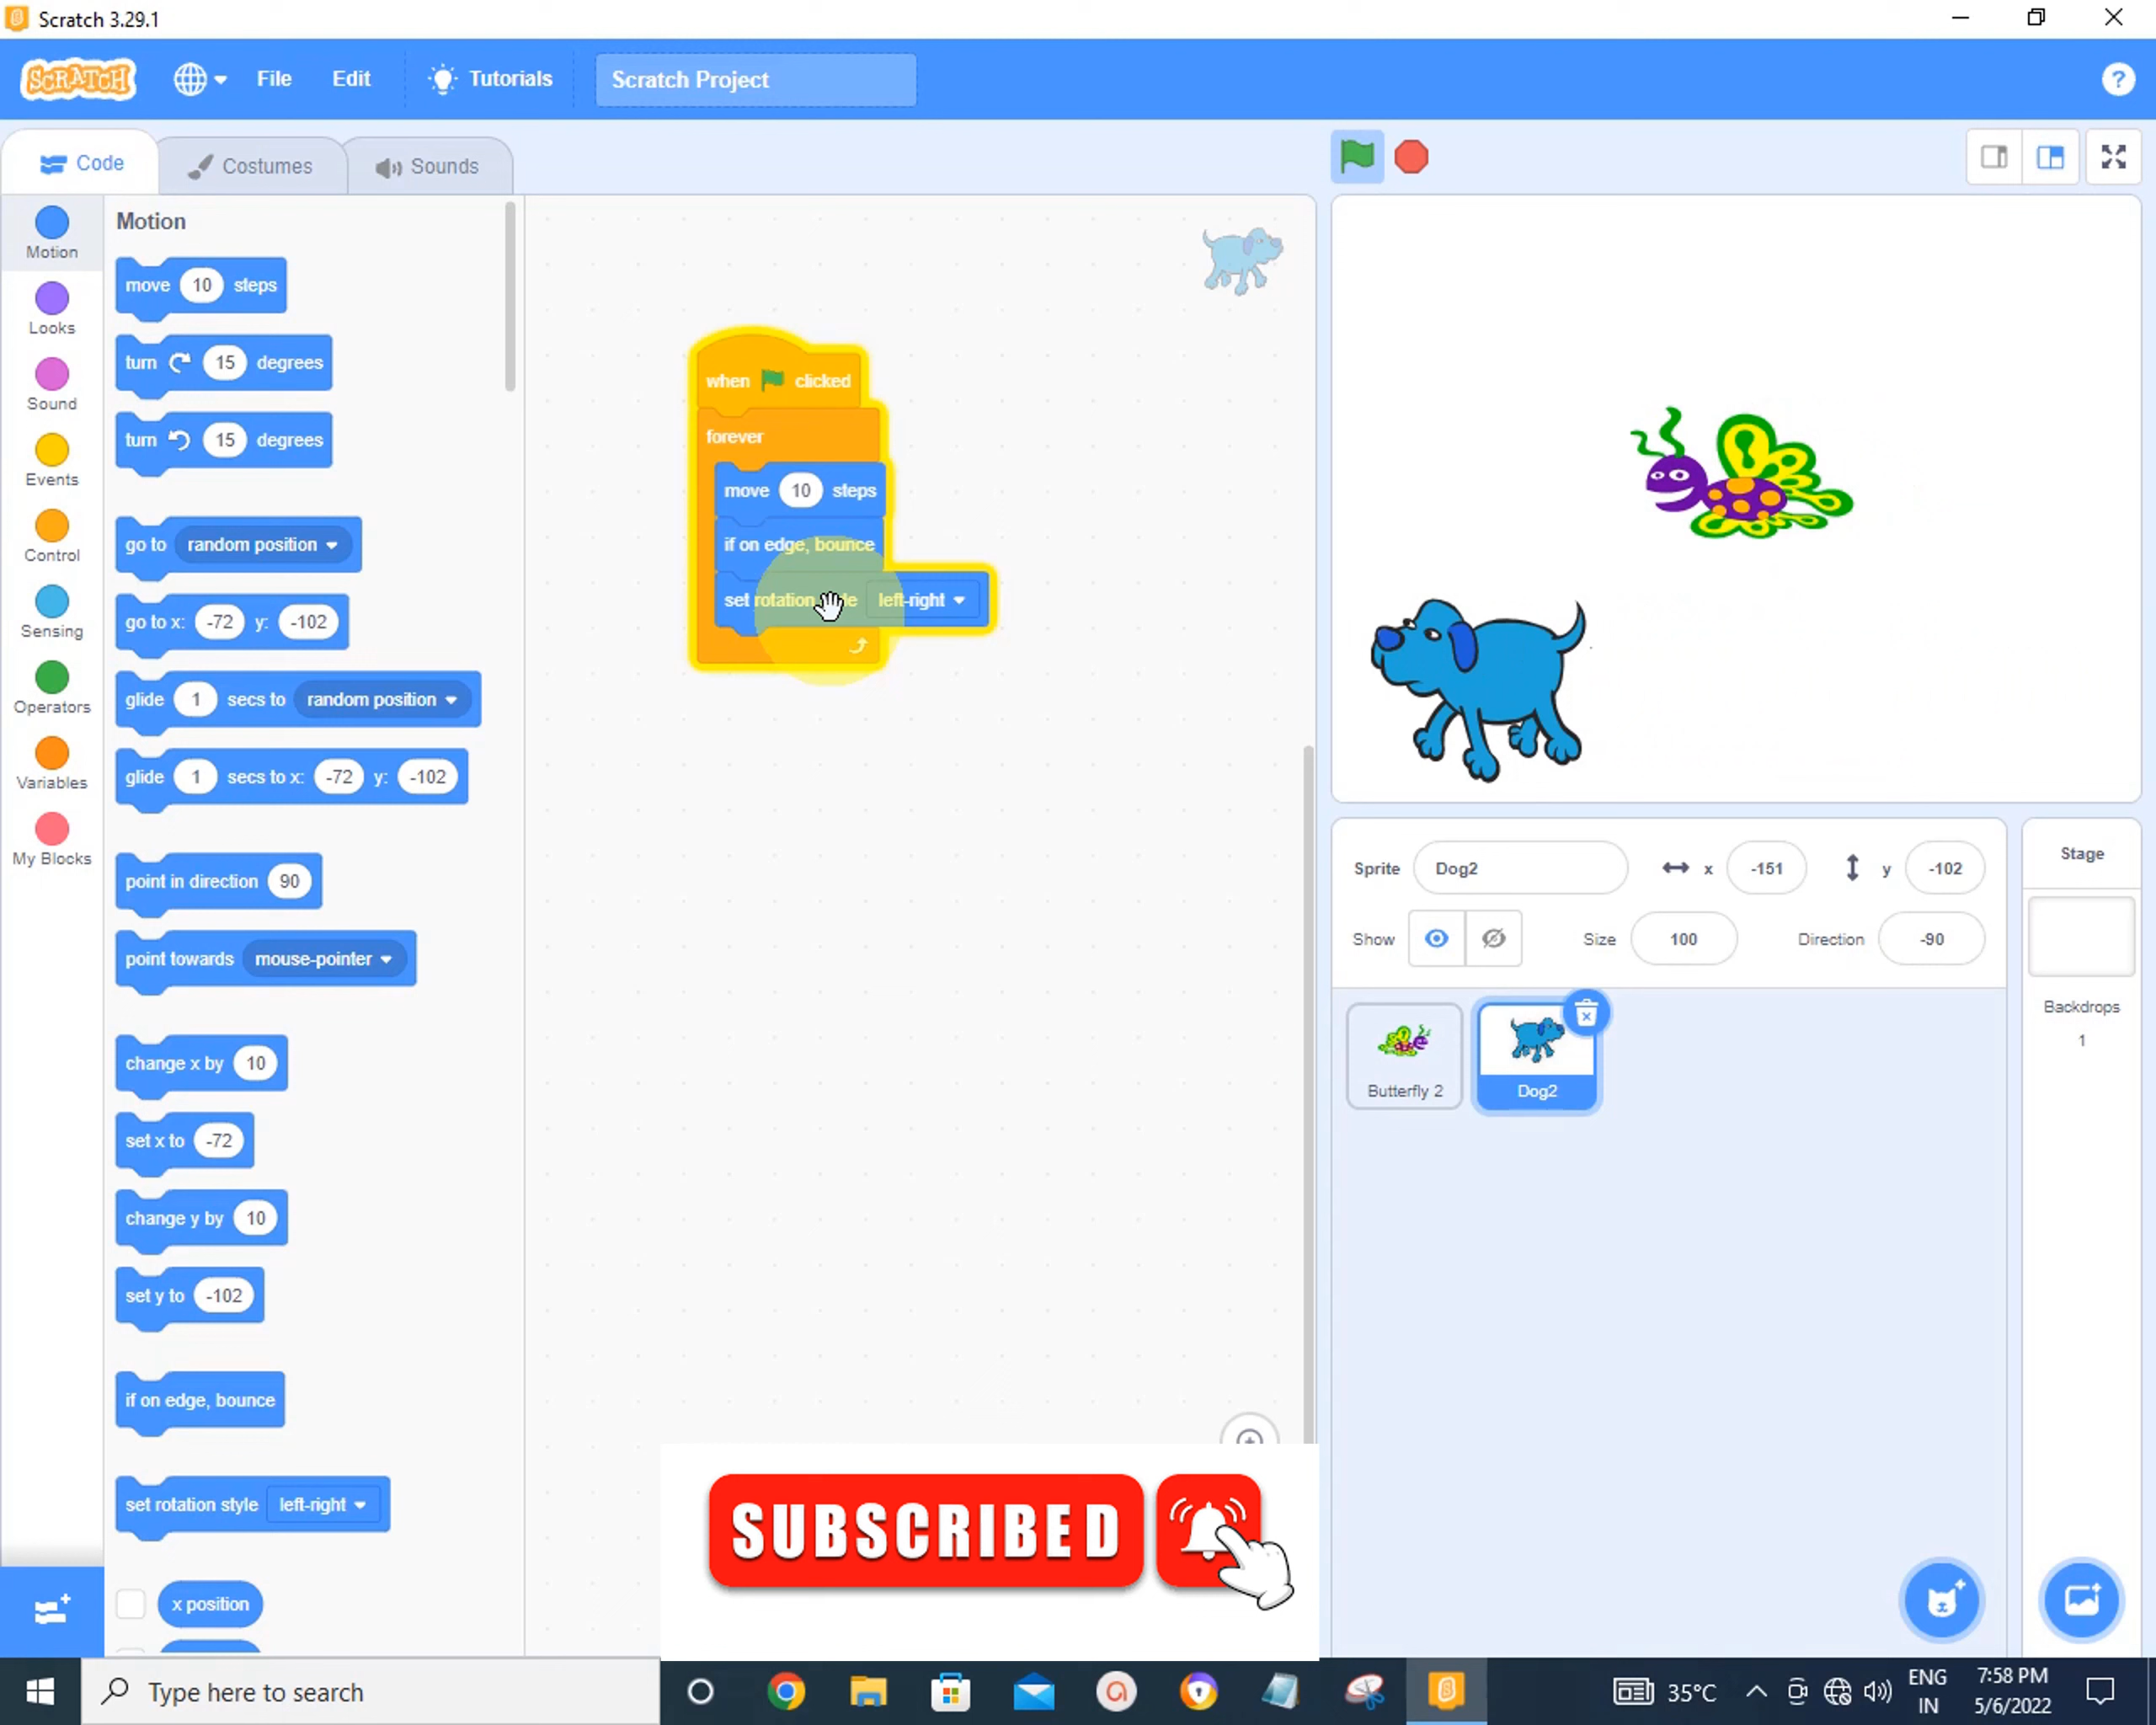 Scratch 3.29.1
SCRATCH File Edit Tutorials Scratch Project ?
Code Costumes Sounds
Motion
Looks
Sound
Events
Control
Sensing
Operators
Variables
My Blocks
Motion
move 10 steps
turn 15 degrees
turn 15 degrees
go to random position
go to x: -72 y: -102
glide 1 secs to random position
glide 1 secs to x: -72 y: -102
point in direction 90
point towards mouse-pointer
change x by 10
set x to -72
change y by 10
set y to -102
if on edge, bounce
set rotation style left-right
x position
when clicked
forever
move 10 steps
if on edge, bounce
set rotation left-right
Sprite Dog2 x -151 y -102
Show Size 100 Direction -90
Butterfly 2
Dog2
Stage
Backdrops
1
SUBSCRIBED
Type here to search
35°C
ENG
IN
7:58 PM
5/6/2022